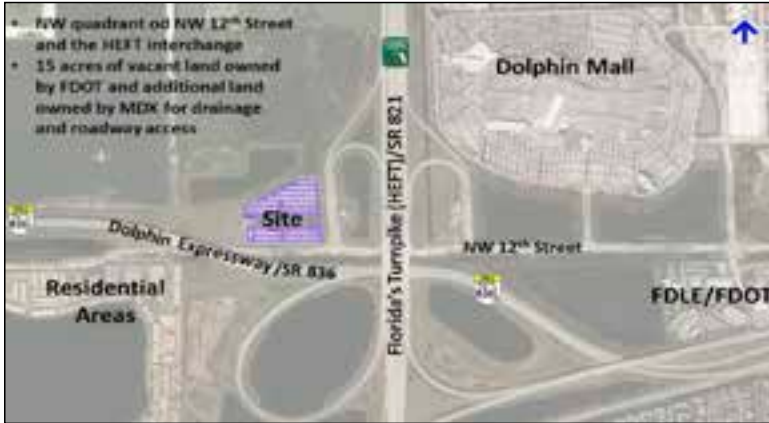 • NW quadrant od NW 12th Street
and the HEFT interchange
• 15 acres of vacant land owned
by FDOT and additional land
owned by MDX for drainage
and roadway access
Dolphin Mall
Florida's Turnpike (HEFT)/SR 821
Site
Dolphin Expressway/SR 836
NW 12th Street
Residential
Areas
FDLE/FDOT